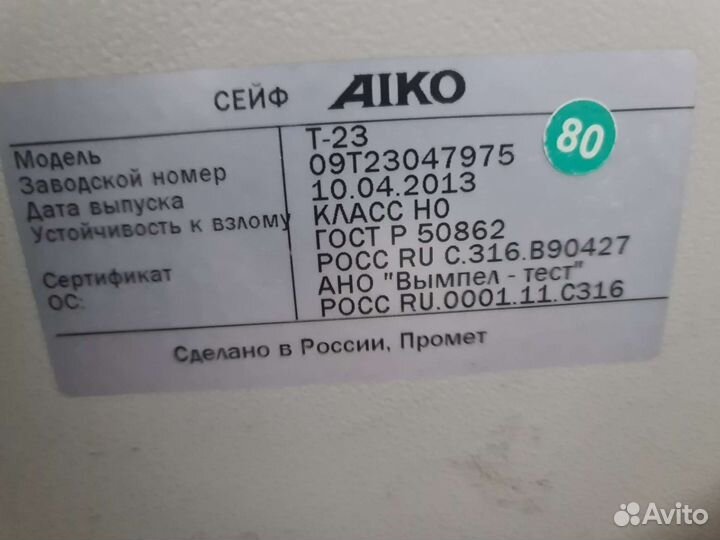 СЕЙФ AIKO
Модель Т-23
Заводской номер 09Т23047975
Дата выпуска 10.04.2013
Устойчивость к взлому КЛАСС Н0
ГОСТ Р 50862
Сертификат РОСС RU С.316.В90427
ОС: АНО "Вымпел - тест"
РОСС RU.0001.11.С316
Сделано в России, Промет
80
Avito